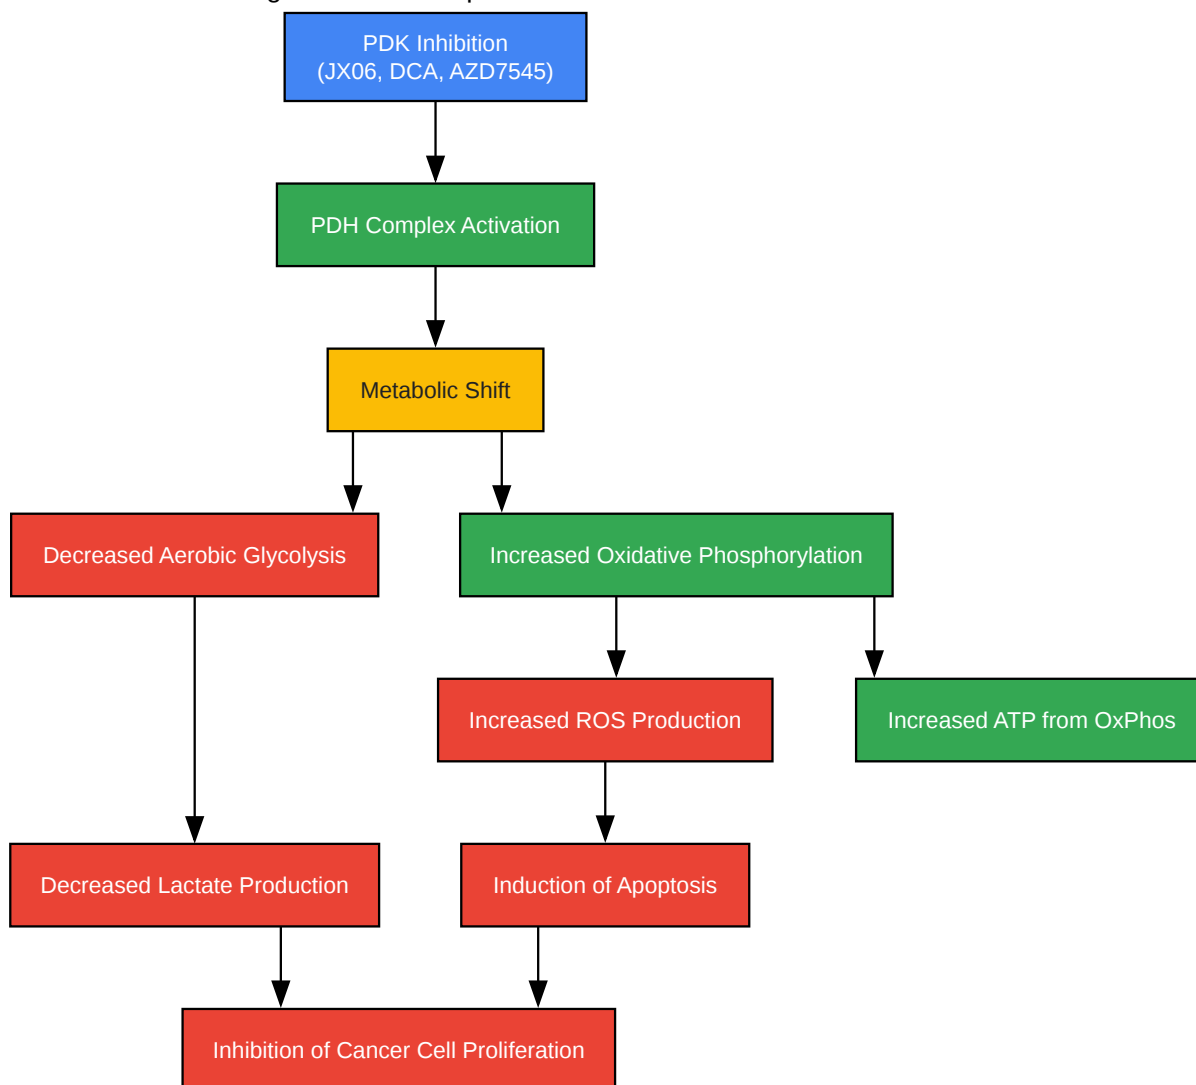 PDK Inhibition
(JX06, DCA, AZD7545)
PDH Complex Activation
Metabolic Shift
Decreased Aerobic Glycolysis
Increased Oxidative Phosphorylation
Increased ROS Production
Increased ATP from OxPhos
Decreased Lactate Production
Induction of Apoptosis
Inhibition of Cancer Cell Proliferation